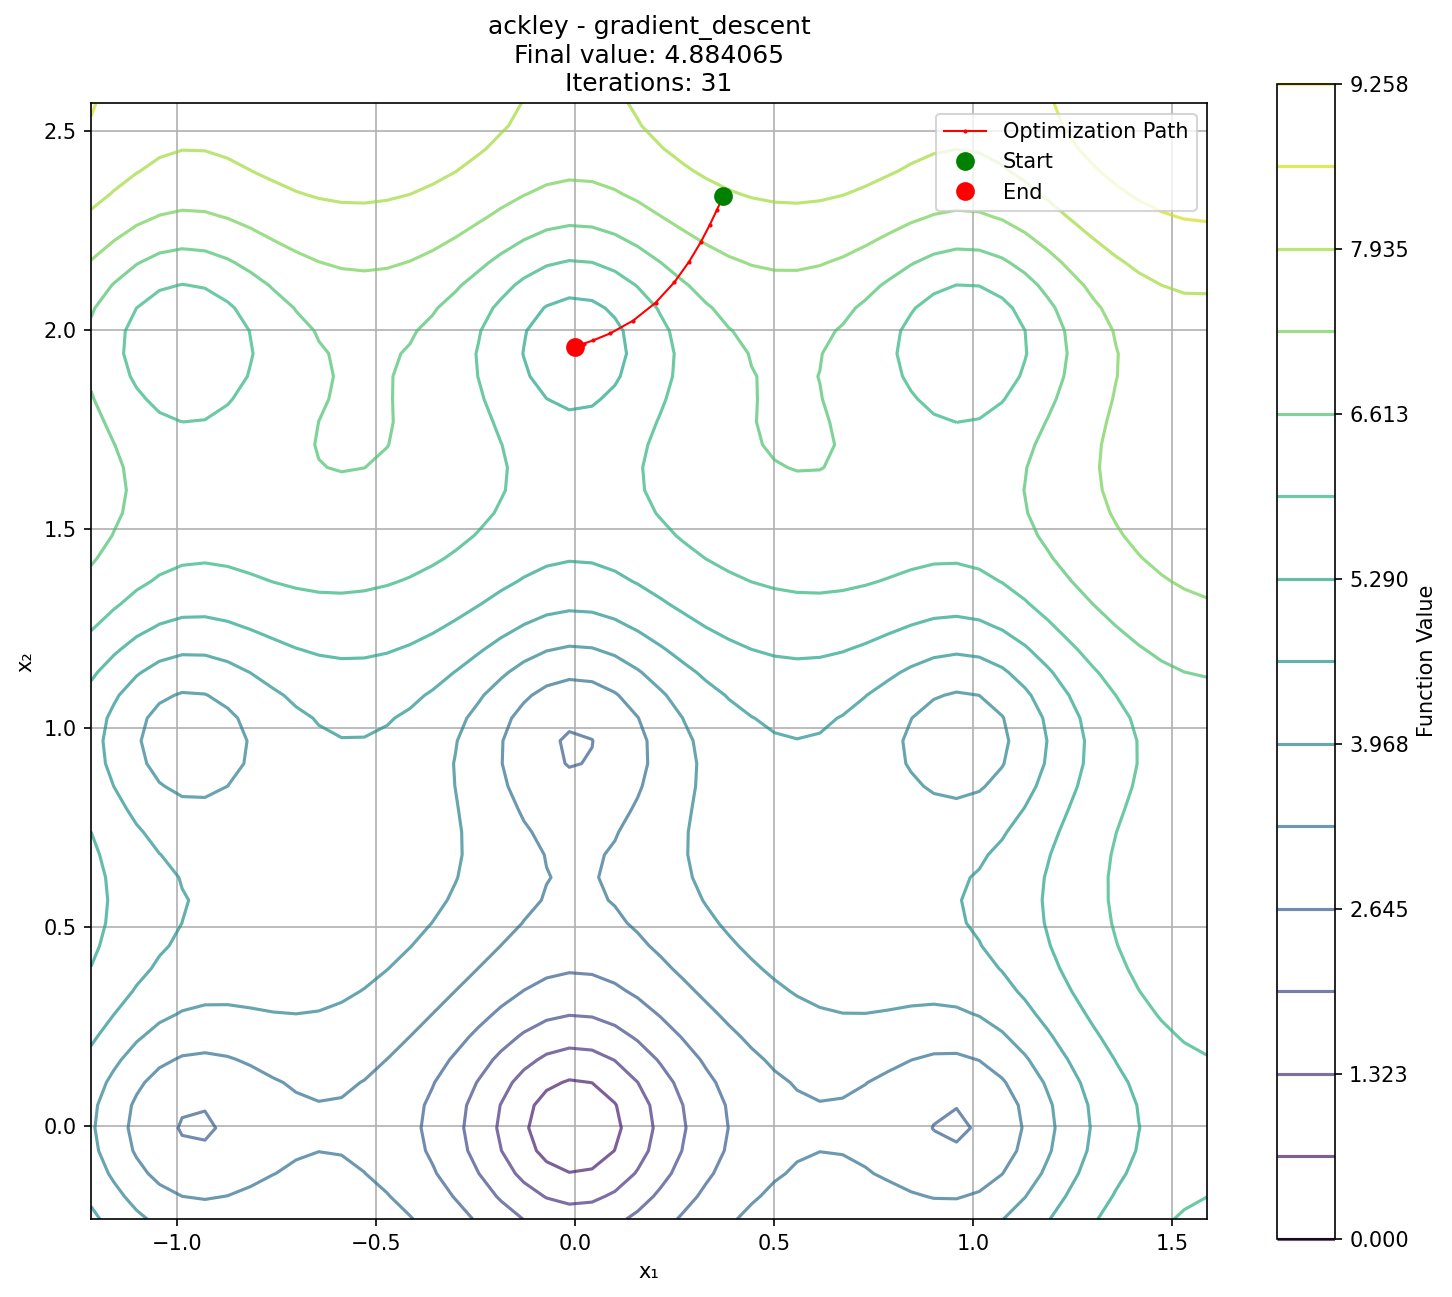 ackley - gradient_descent
Final value: 4.884065
Iterations: 31
Optimization Path
Start
End
2.5
2.0
1.5
1.0
0.5
0.0
−1.0
−0.5
0.0
0.5
1.0
1.5
x₁
x₂
9.258
7.935
6.613
5.290
3.968
2.645
1.323
0.000
Function Value